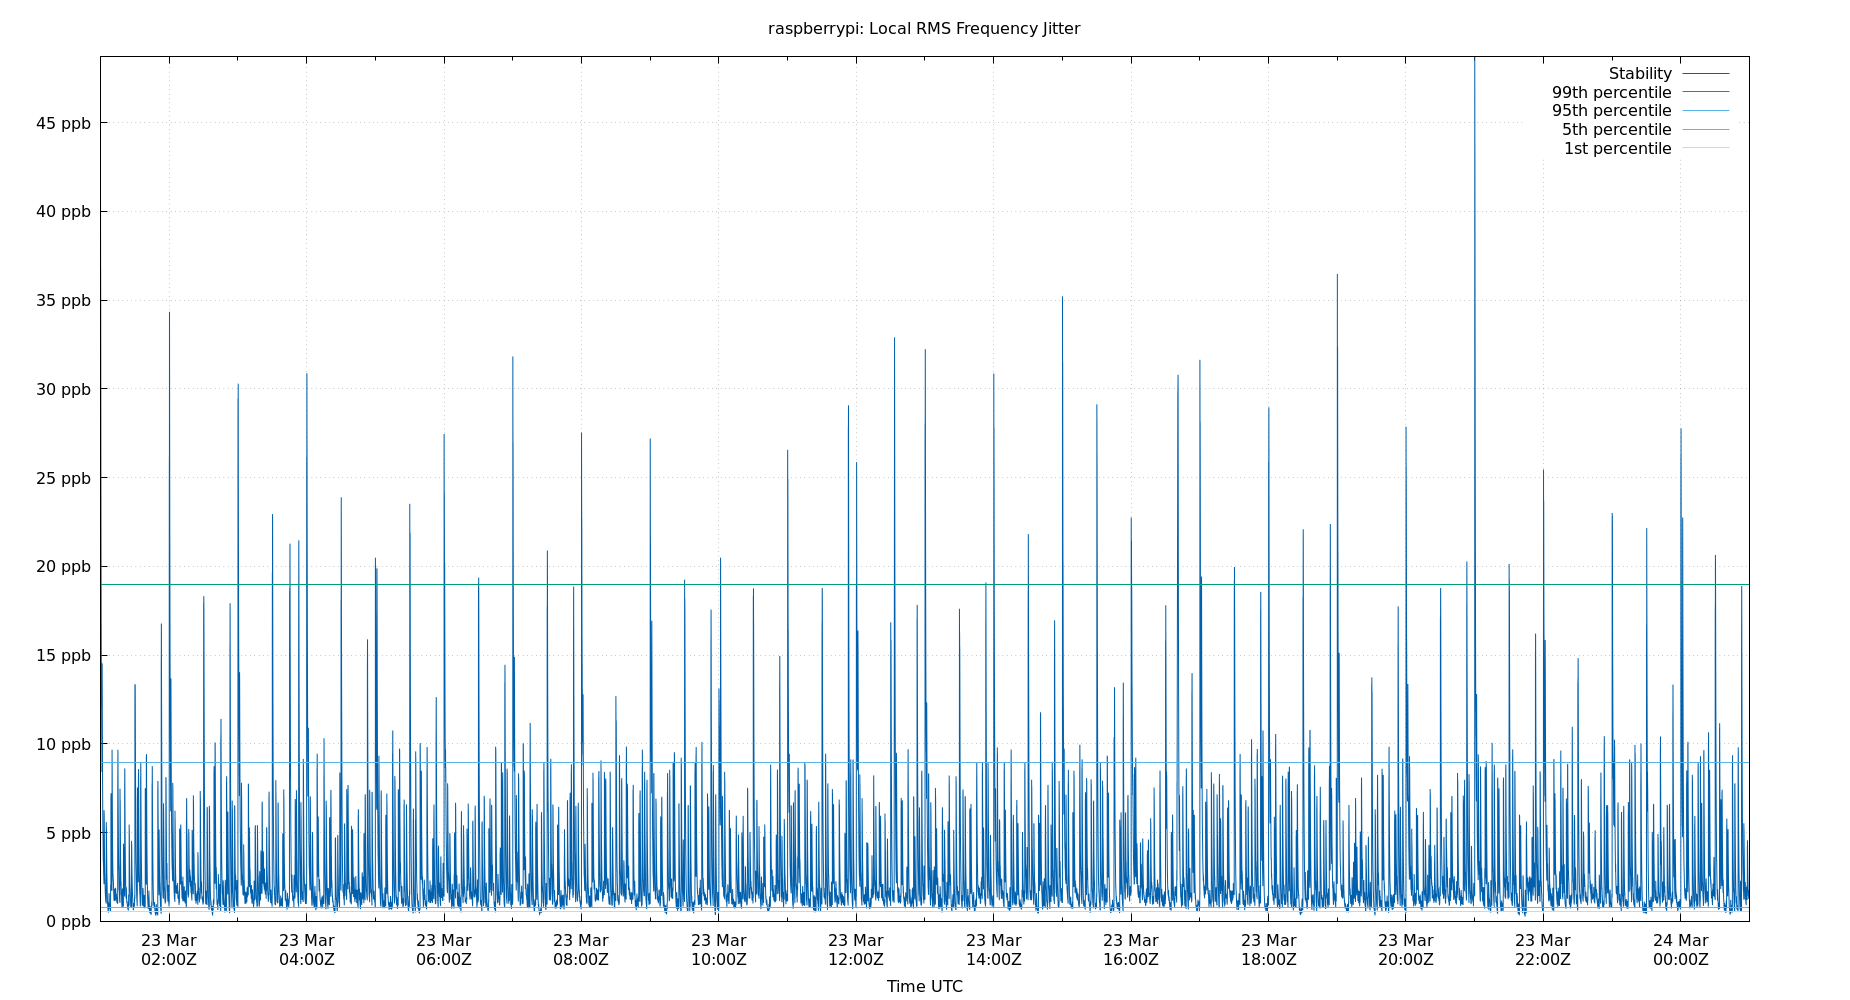 raspberrypi: Local RMS Frequency Jitter
Stability
99th percentile
95th percentile
5th percentile
1st percentile
45 ppb
40 ppb
35 ppb
30 ppb
25 ppb
20 ppb
15 ppb
10 ppb
5 ppb
0 ppb
23 Mar 23 Mar 23 Mar 23 Mar 23 Mar 23 Mar 23 Mar 23 Mar 23 Mar 23 Mar 23 Mar 24 Mar
02:00Z 04:00Z 06:00Z 08:00Z 10:00Z 12:00Z 14:00Z 16:00Z 18:00Z 20:00Z 22:00Z 00:00Z
Time UTC